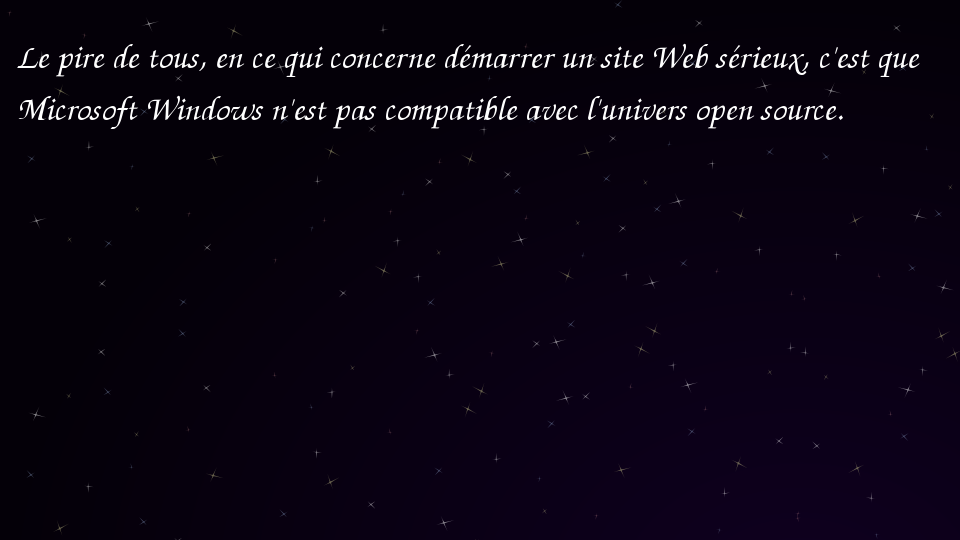 Le pire de tous, en ce qui concerne démarrer un site Web sérieux, c'est que
Microsoft Windows n'est pas compatible avec l'univers open source.